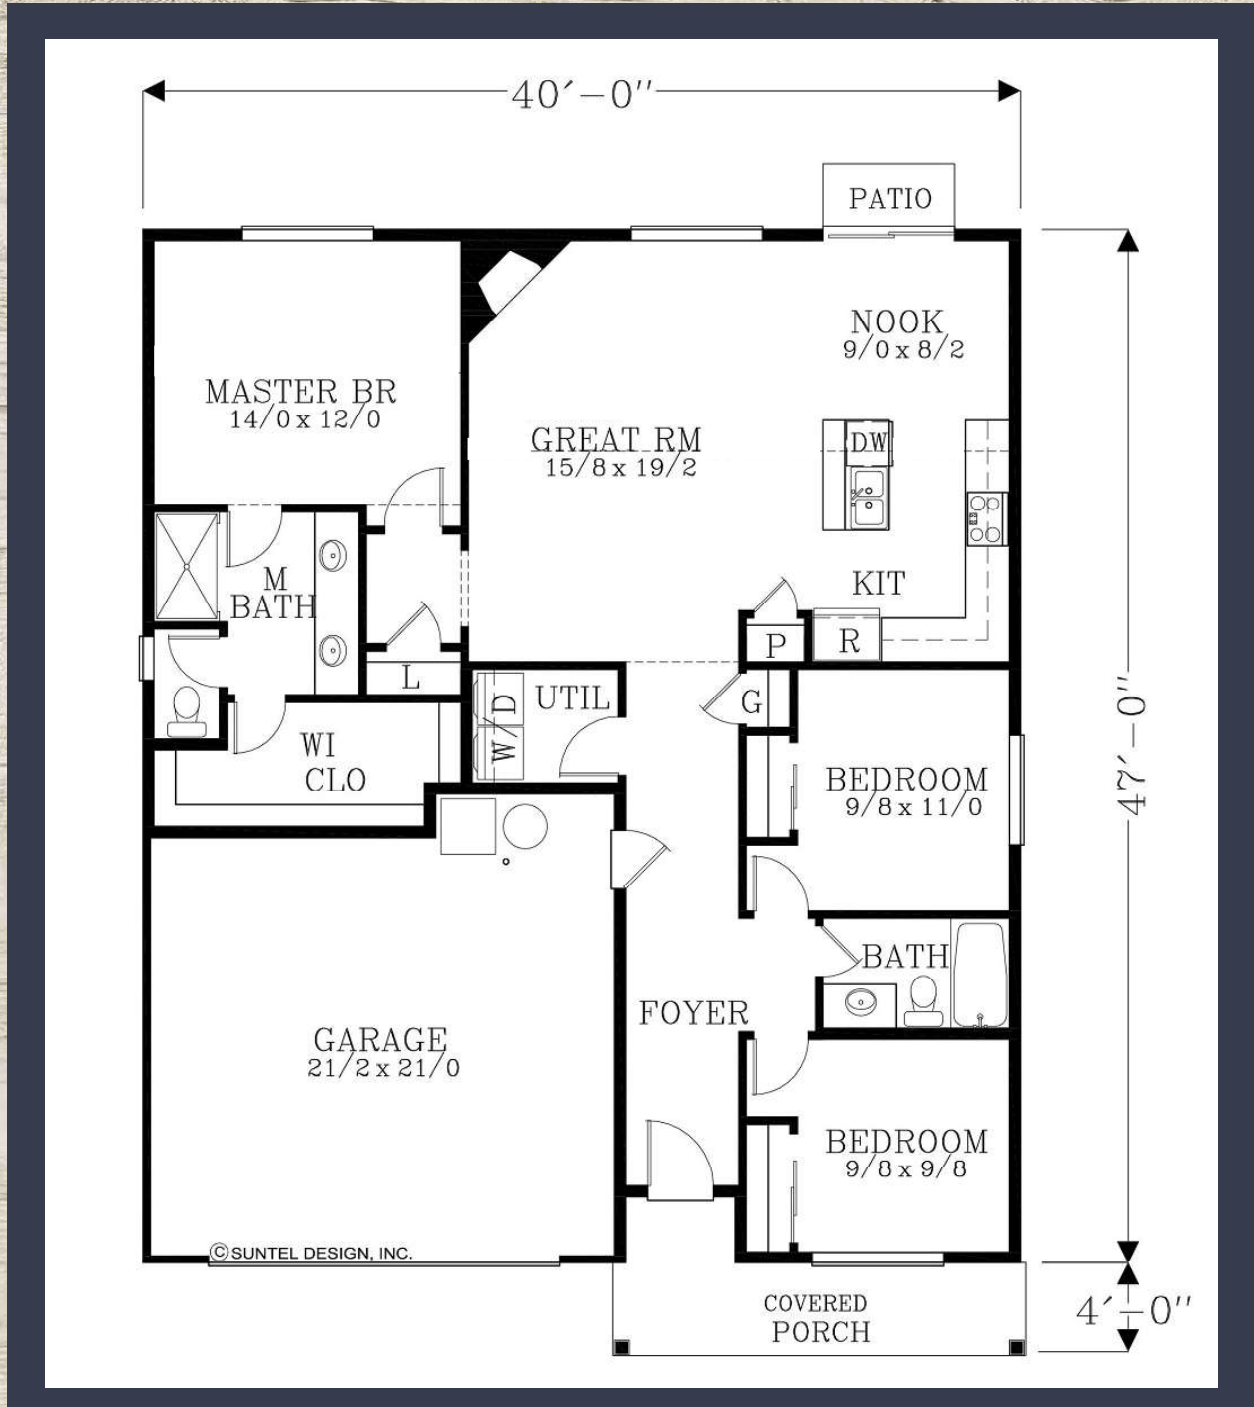 40′-0″
PATIO
NOOK
9/0 x 8/2
MASTER BR
14/0 x 12/0
GREAT RM
15/8 x 19/2
DW
M
BATH
KIT
P
R
L
W/D
UTIL
G
WI
CLO
BEDROOM
9/8 x 11/0
47′-0″
BATH
FOYER
GARAGE
21/2 x 21/0
BEDROOM
9/8 x 9/8
©SUNTEL DESIGN, INC.
COVERED
PORCH
4′-0″